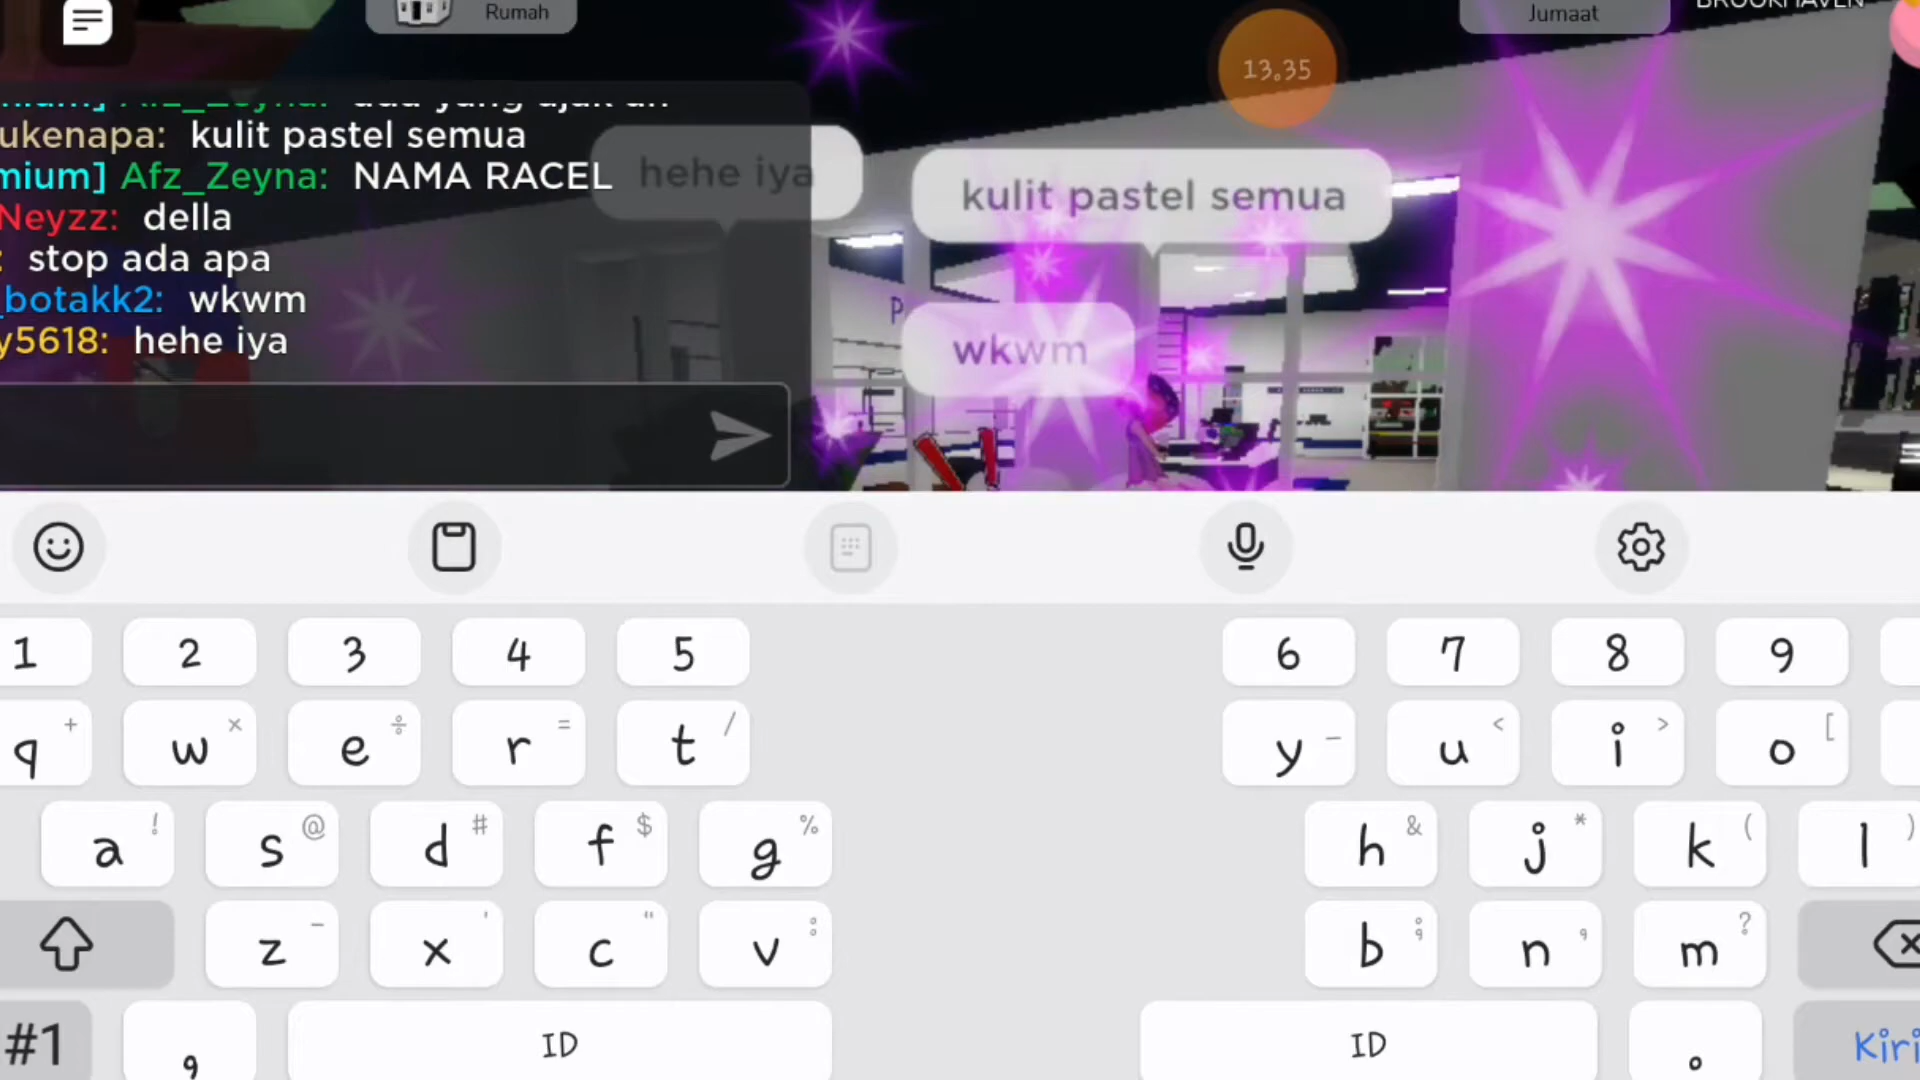 Rumah
Jumaat
BROOKHAVEN
13.35
ukenapa: kulit pastel semua
mium] Afz_Zeyna: NAMA RACEL
Neyzz: della
: stop ada apa
_botakk2: wkwm
y5618: hehe iya
hehe iya
kulit pastel semua
wkwm
P
1 2 3 4 5 6 7 8 9
q + w × e ÷ r = t / y - u < i > o [
a ! s @ d # f $ g % h & j * k ( l )
z - x ' c " v : b ; n , m ?
#1 , ID ID . Kiri